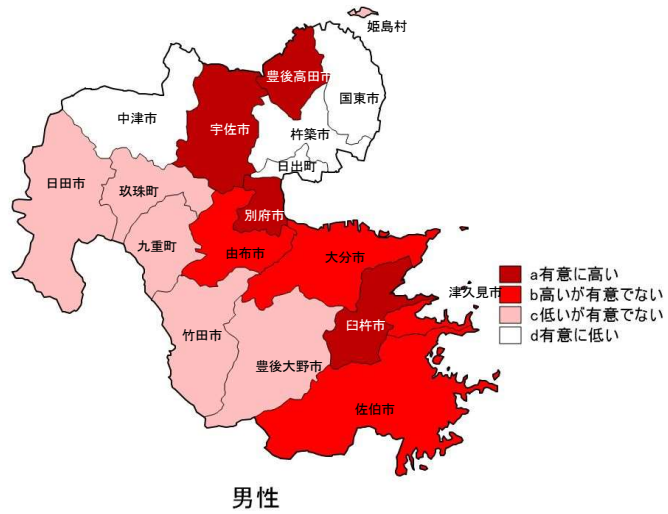 姫島村
豊後高田市
国東市
中津市
宇佐市
杵築市
日出町
日田市
玖珠町
別府市
九重町
由布市
大分市
a有意に高い
b高いが有意でない
c低いが有意でない
d有意に低い
津久見市
臼杵市
竹田市
豊後大野市
佐伯市
男性